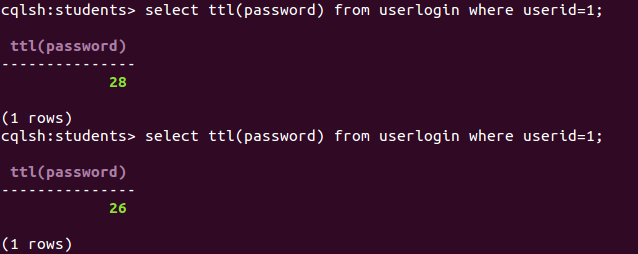 cqlsh:students> select ttl(password) from userlogin where userid=1;
ttl(password)
---------------
28
(1 rows)
cqlsh:students> select ttl(password) from userlogin where userid=1;
ttl(password)
---------------
26
(1 rows)